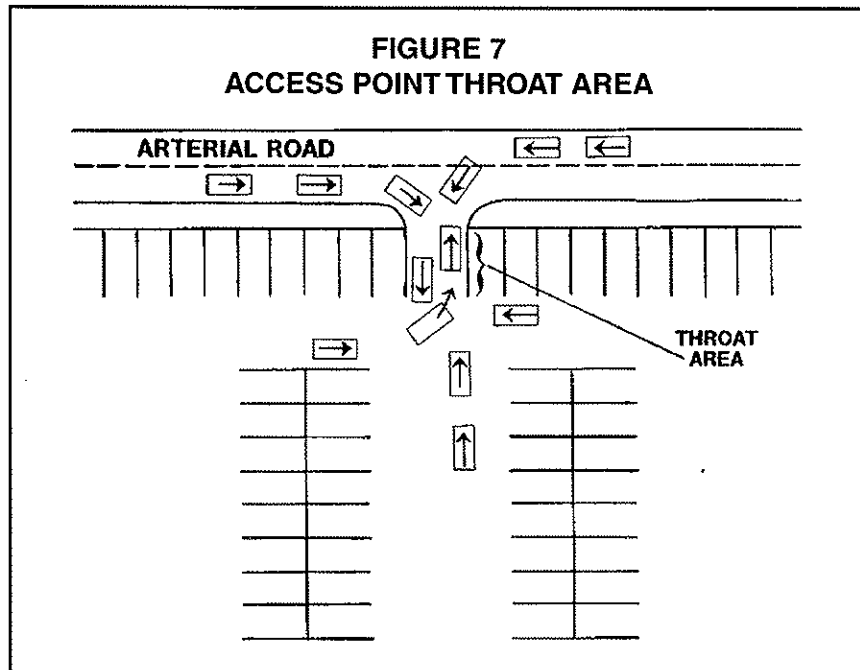 FIGURE 7
ACCESS POINT THROAT AREA
ARTERIAL ROAD
THROAT
AREA